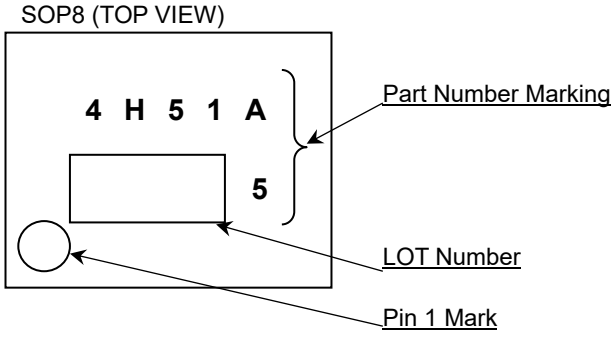 SOP8 (TOP VIEW)
Part Number Marking
4 H 5 1 A
5
LOT Number
Pin 1 Mark